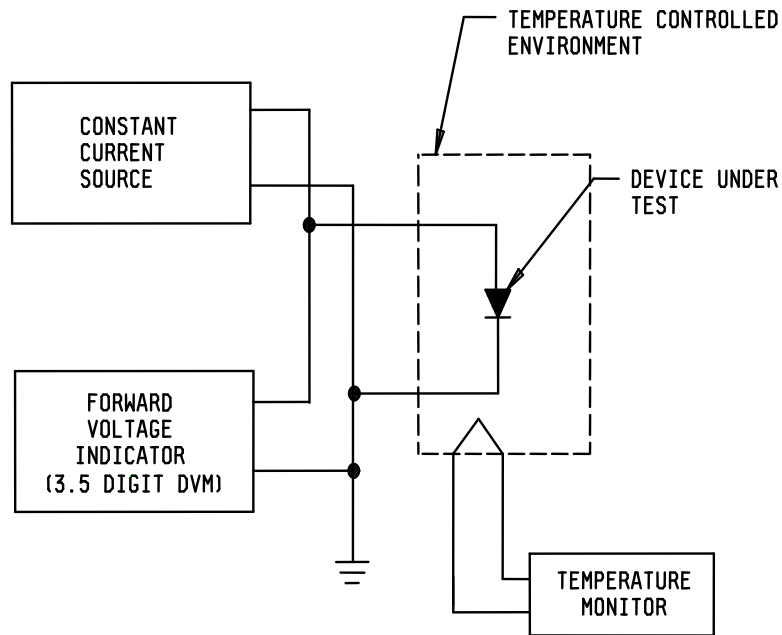 TEMPERATURE CONTROLLED
ENVIRONMENT
CONSTANT
CURRENT
SOURCE
DEVICE UNDER
TEST
FORWARD
VOLTAGE
INDICATOR
(3.5 DIGIT DVM)
TEMPERATURE
MONITOR